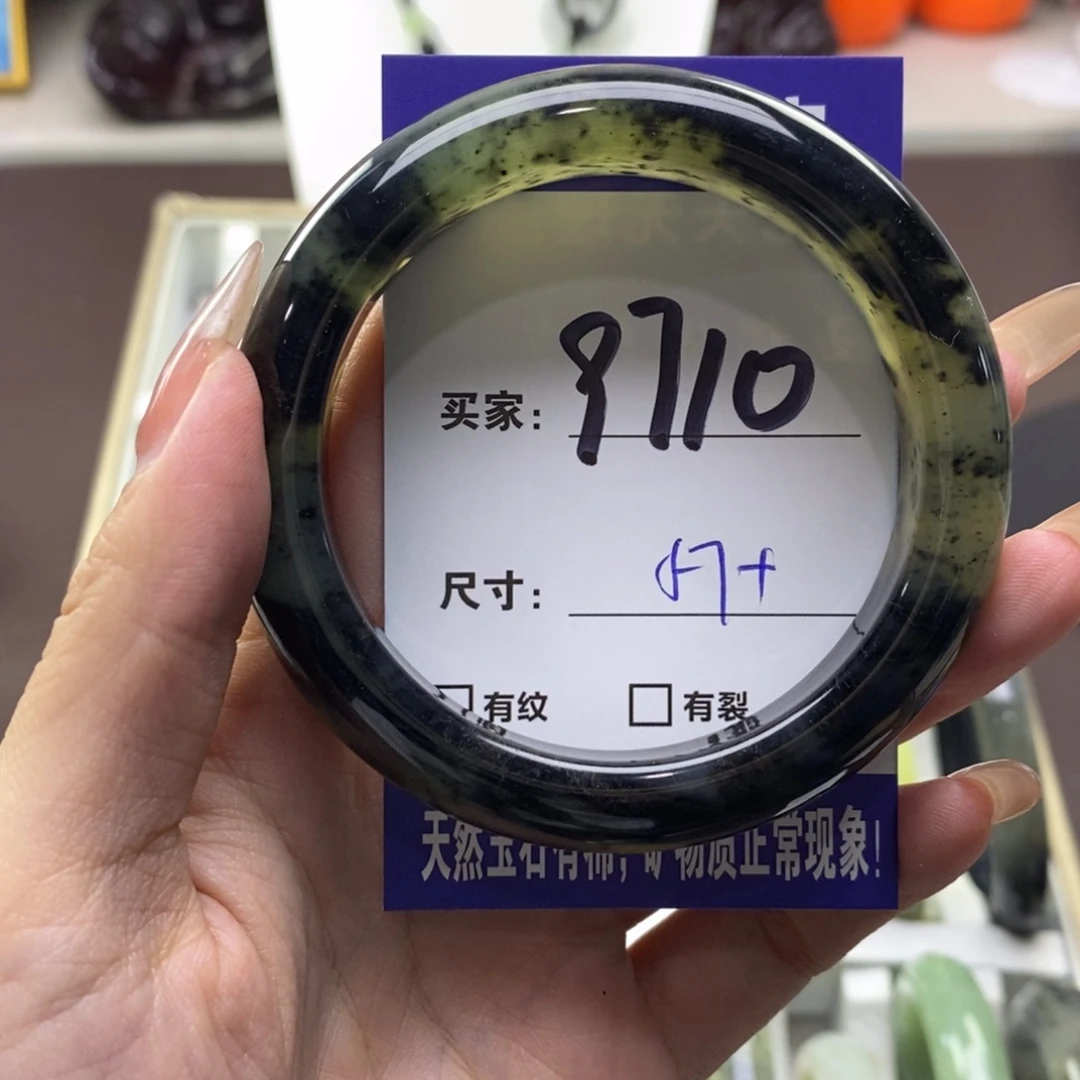 买家: 9710
尺寸: 57+
□有纹 □有裂
天然玉石有棉, 矿物质正常现象!